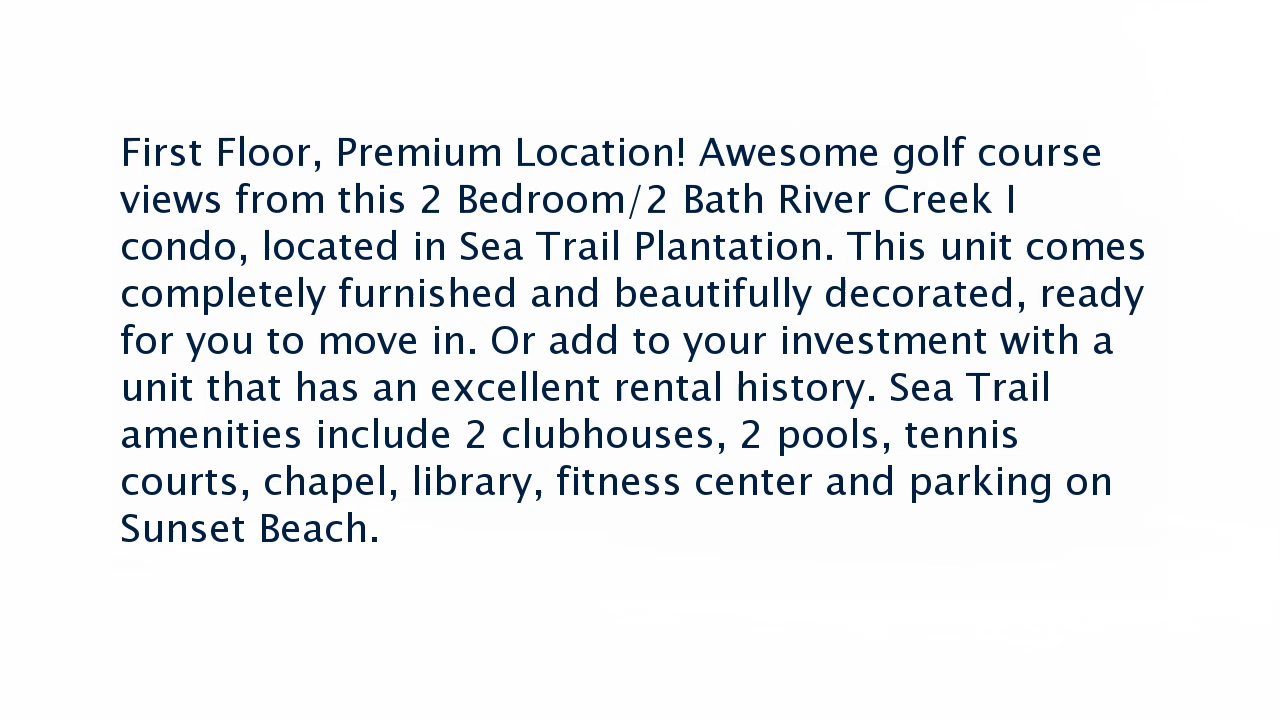 First Floor, Premium Location! Awesome golf course
views from this 2 Bedroom/2 Bath River Creek I
condo, located in Sea Trail Plantation. This unit comes
completely furnished and beautifully decorated, ready
for you to move in. Or add to your investment with a
unit that has an excellent rental history. Sea Trail
amenities include 2 clubhouses, 2 pools, tennis
courts, chapel, library, fitness center and parking on
Sunset Beach.